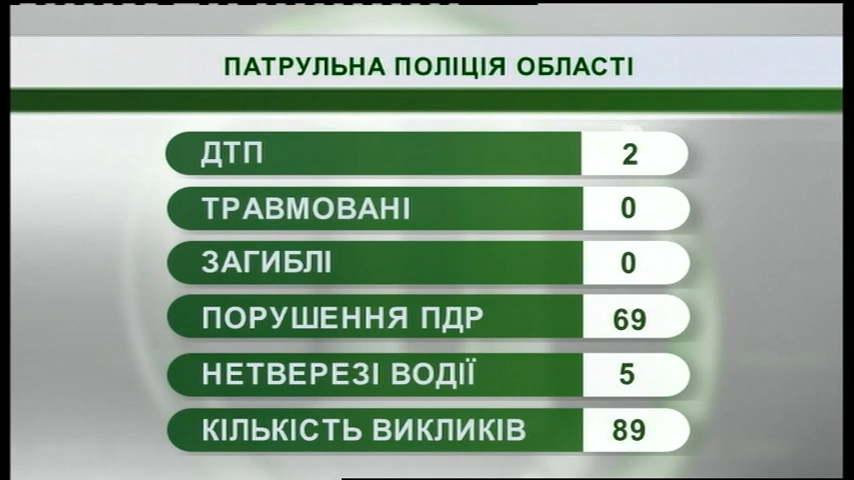 ПАТРУЛЬНА ПОЛІЦІЯ ОБЛАСТІ
ДТП 2
ТРАВМОВАНІ 0
ЗАГИБЛІ 0
ПОРУШЕННЯ ПДР 69
НЕТВЕРЕЗІ ВОДІЇ 5
КІЛЬКІСТЬ ВИКЛИКІВ 89